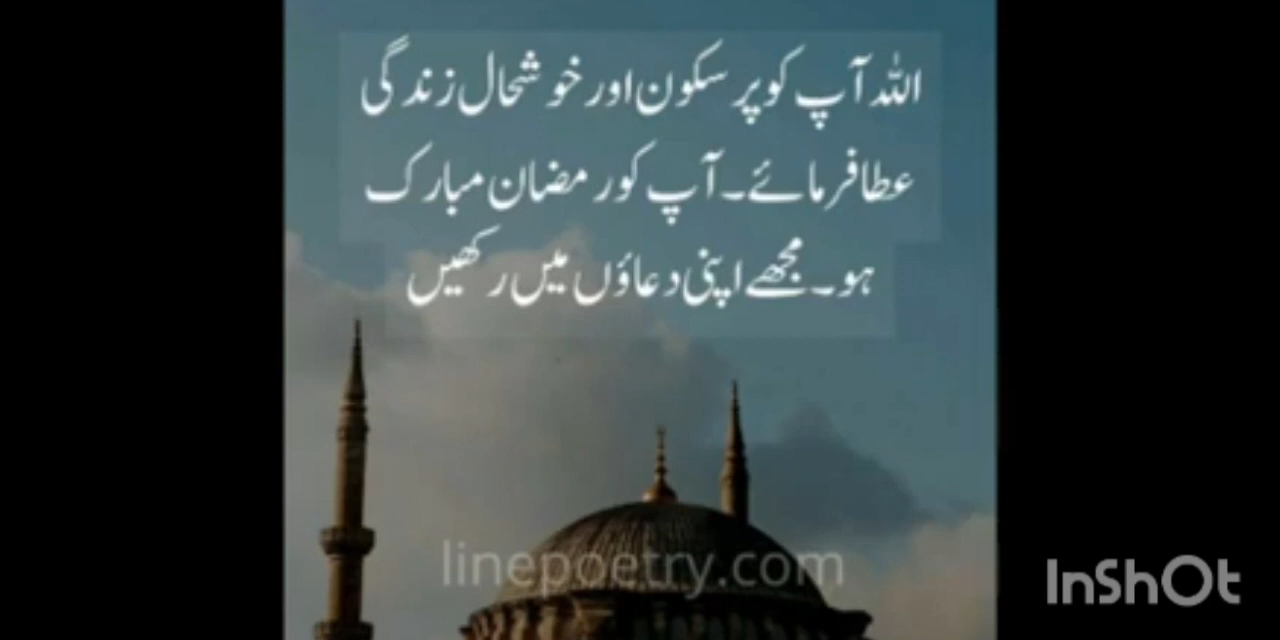 اللہ آپ کو پر سکون اور خوشحال زندگی
عطا فرمائے۔ آپ کو رمضان مبارک
ہو۔ مجھے اپنی دعاؤں میں رکھیں
linepoetry.com
InShOt